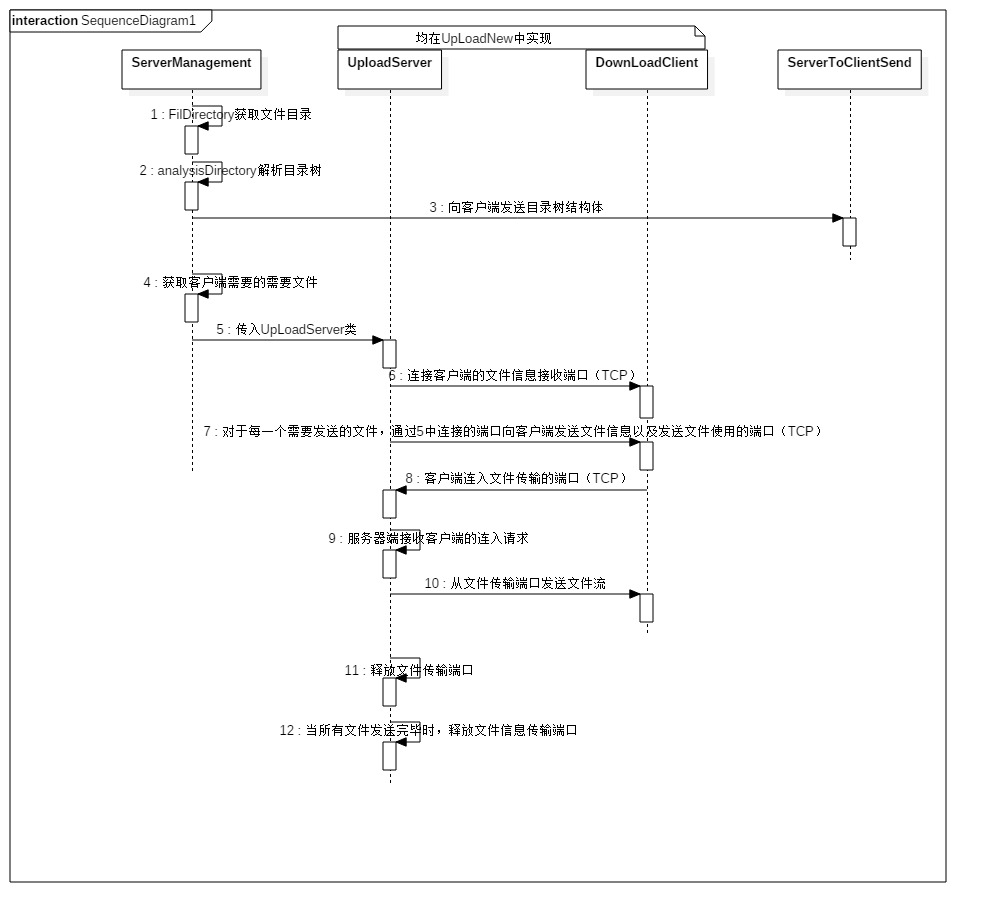 interaction SequenceDiagram1
均在UpLoadNew中实现
ServerManagement
UploadServer
DownLoadClient
ServerToClientSend
1 : FilDirectory获取文件目录
2 : analysisDirectory解析目录树
3 : 向客户端发送目录树结构体
4 : 获取客户端需要的需要文件
5 : 传入UpLoadServer类
6 : 连接客户端的文件信息接收端口（TCP）
7 : 对于每一个需要发送的文件，通过5中连接的端口向客户端发送文件信息以及发送文件使用的端口（TCP）
8 : 客户端连入文件传输的端口（TCP）
9 : 服务器端接收客户端的连入请求
10 : 从文件传输端口发送文件流
11 : 释放文件传输端口
12 : 当所有文件发送完毕时，释放文件信息传输端口